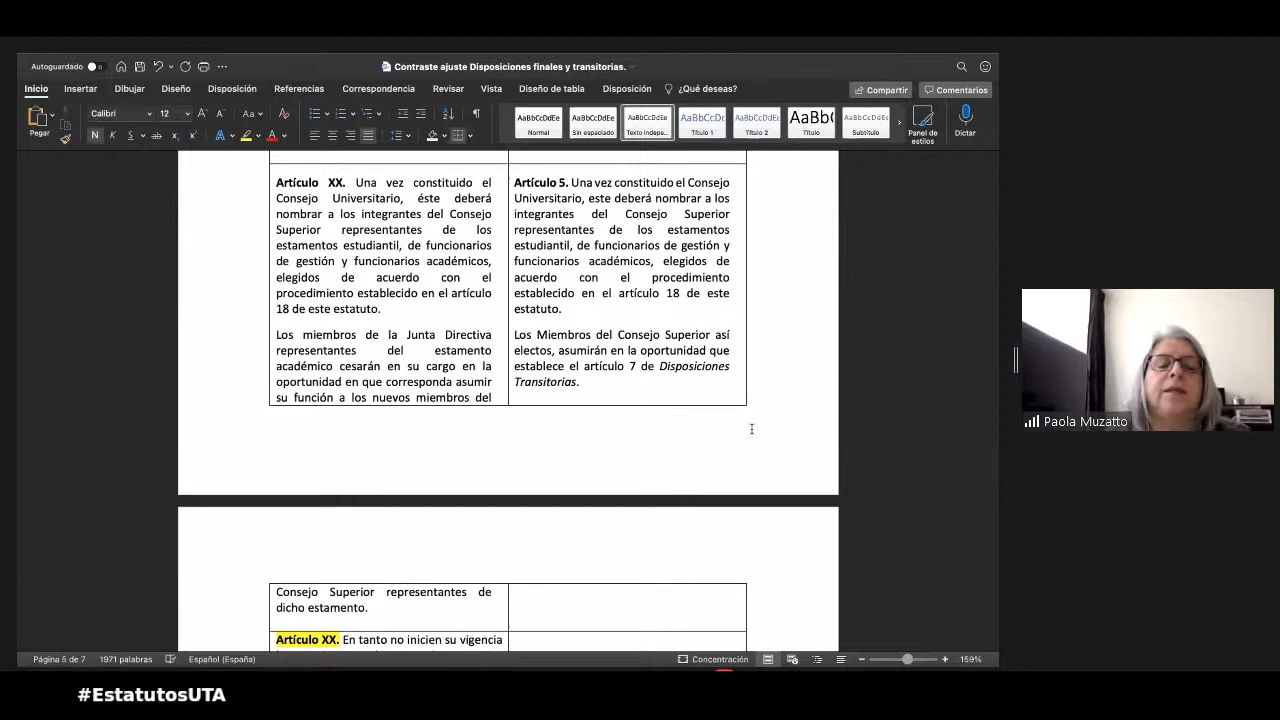 Autoguardado
Contraste ajuste Disposiciones finales y transitorias.
Inicio Insertar Dibujar Diseño Disposición Referencias Correspondencia Revisar Vista Diseño de tabla Disposición ¿Qué deseas? Compartir Comentarios
Pegar
Calibri 12
N K S ab x, x²
AaBbCcDdEe Normal
AaBbCcDdEe Sin espaciado
AaBbCcDdEe Texto indepe...
AaBbCcDc Título 1
AaBbCcDdEe Título 2
AaBb( Título
AaBbCcDdEe Subtítulo
Panel de estilos
Dictar
Artículo XX. Una vez constituido el
Consejo Universitario, éste deberá
nombrar a los integrantes del Consejo
Superior representantes de los
estamentos estudiantil, de funcionarios
de gestión y funcionarios académicos,
elegidos de acuerdo con el
procedimiento establecido en el artículo
18 de este estatuto.
Los miembros de la Junta Directiva
representantes del estamento
académico cesarán en su cargo en la
oportunidad en que corresponda asumir
su función a los nuevos miembros del
Artículo 5. Una vez constituido el Consejo
Universitario, este deberá nombrar a los
integrantes del Consejo Superior
representantes de los estamentos
estudiantil, de funcionarios de gestión y
funcionarios académicos, elegidos de
acuerdo con el procedimiento
establecido en el artículo 18 de este
estatuto.
Los Miembros del Consejo Superior así
electos, asumirán en la oportunidad que
establece el artículo 7 de Disposiciones
Transitorias.
Consejo Superior representantes de
dicho estamento.
Artículo XX. En tanto no inicien su vigencia
Página 5 de 7 1971 palabras Español (España) Concentración 159%
Paola Muzatto
#EstatutosUTA